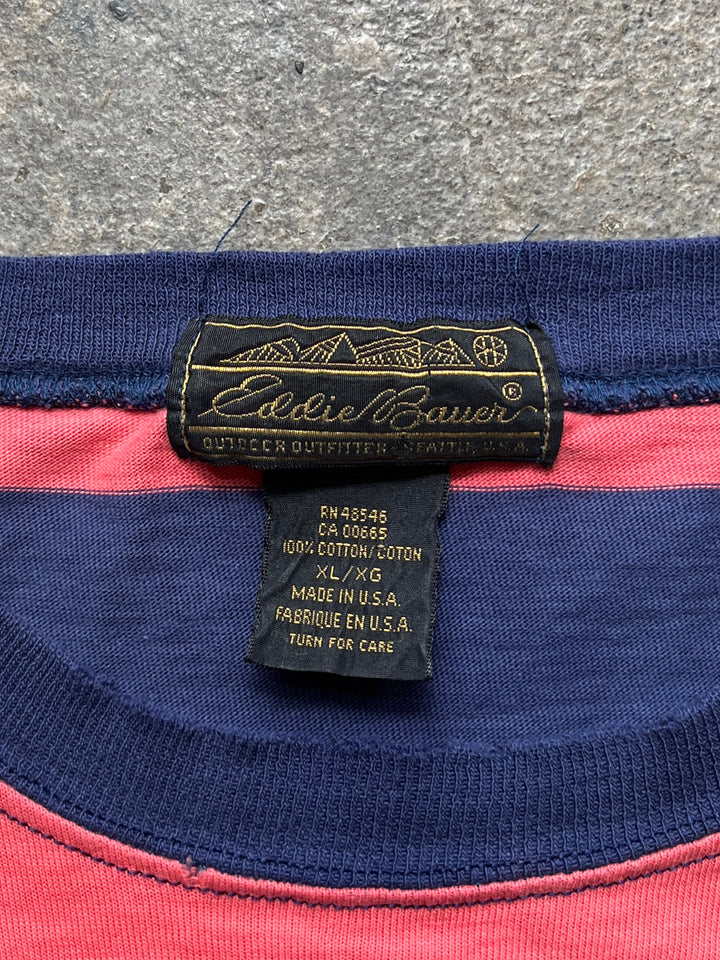 Eddie Bauer®
OUTDOOR OUTFITTER · SEATTLE, U.S.A.
RN 48546
CA 00665
100% COTTON/COTON
XL/XG
MADE IN U.S.A.
FABRIQUE EN U.S.A.
TURN FOR CARE